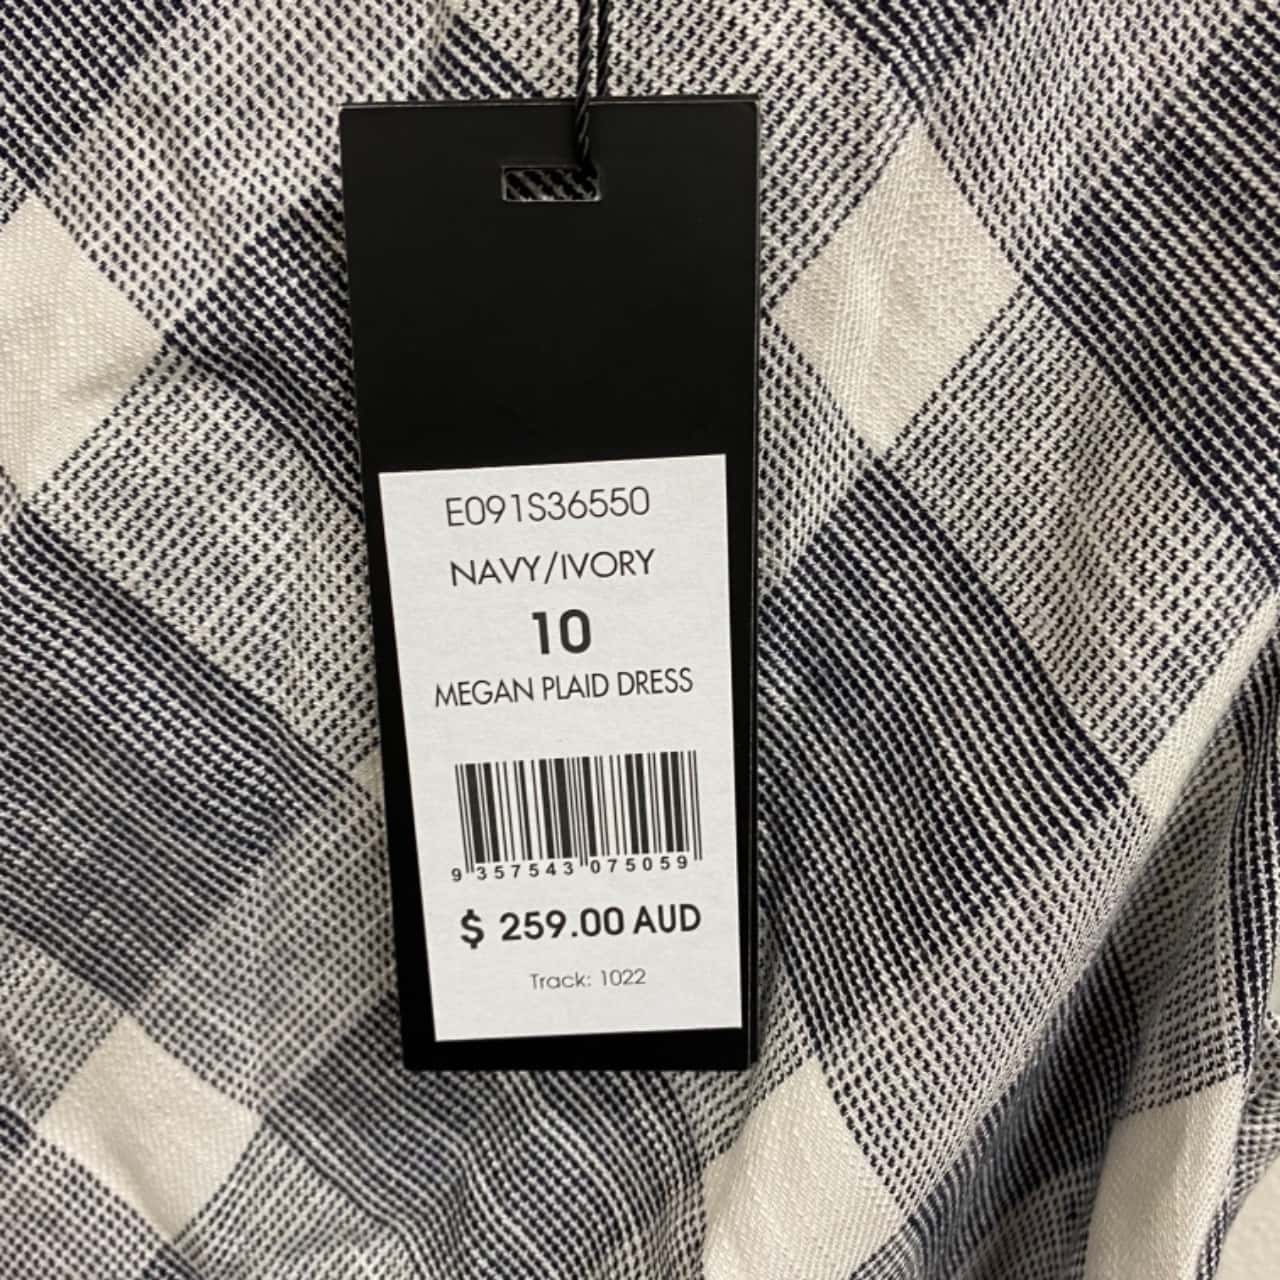 E091S36550
NAVY/IVORY
10
MEGAN PLAID DRESS
9 357543 075059
$ 259.00 AUD
Track: 1022